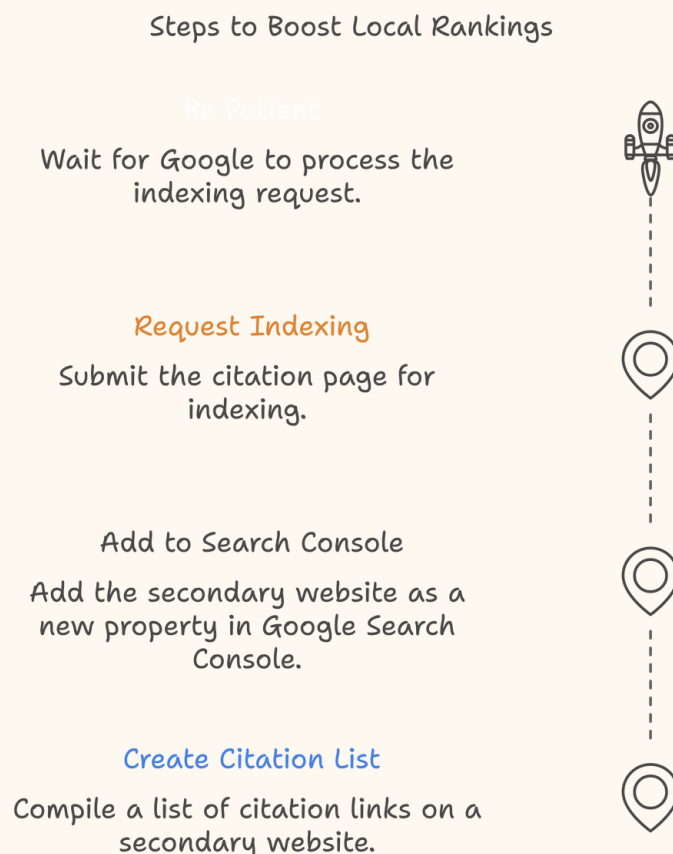 Steps to Boost Local Rankings
Be Patient
Wait for Google to process the
indexing request.
Request Indexing
Submit the citation page for
indexing.
Add to Search Console
Add the secondary website as a
new property in Google Search
Console.
Create Citation List
Compile a list of citation links on a
secondary website.